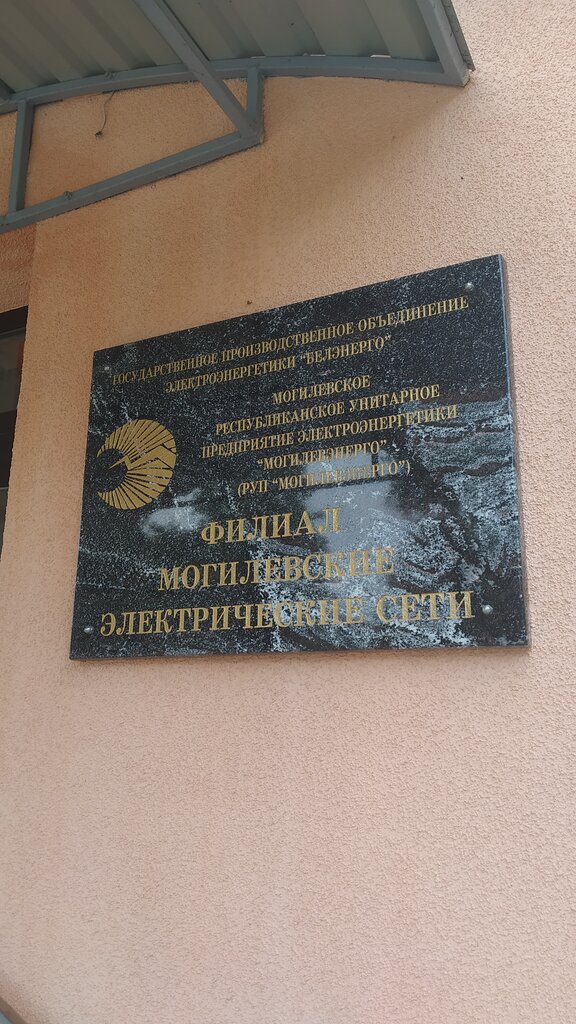 ГОСУДАРСТВЕННОЕ ПРОИЗВОДСТВЕННОЕ ОБЪЕДИНЕНИЕ
ЭЛЕКТРОЭНЕРГЕТИКИ "БЕЛЭНЕРГО"
МОГИЛЕВСКОЕ
РЕСПУБЛИКАНСКОЕ УНИТАРНОЕ
ПРЕДПРИЯТИЕ ЭЛЕКТРОЭНЕРГЕТИКИ
"МОГИЛЕВЭНЕРГО"
(РУП "МОГИЛЕВЭНЕРГО")
ФИЛИАЛ
МОГИЛЕВСКИЕ
ЭЛЕКТРИЧЕСКИЕ СЕТИ